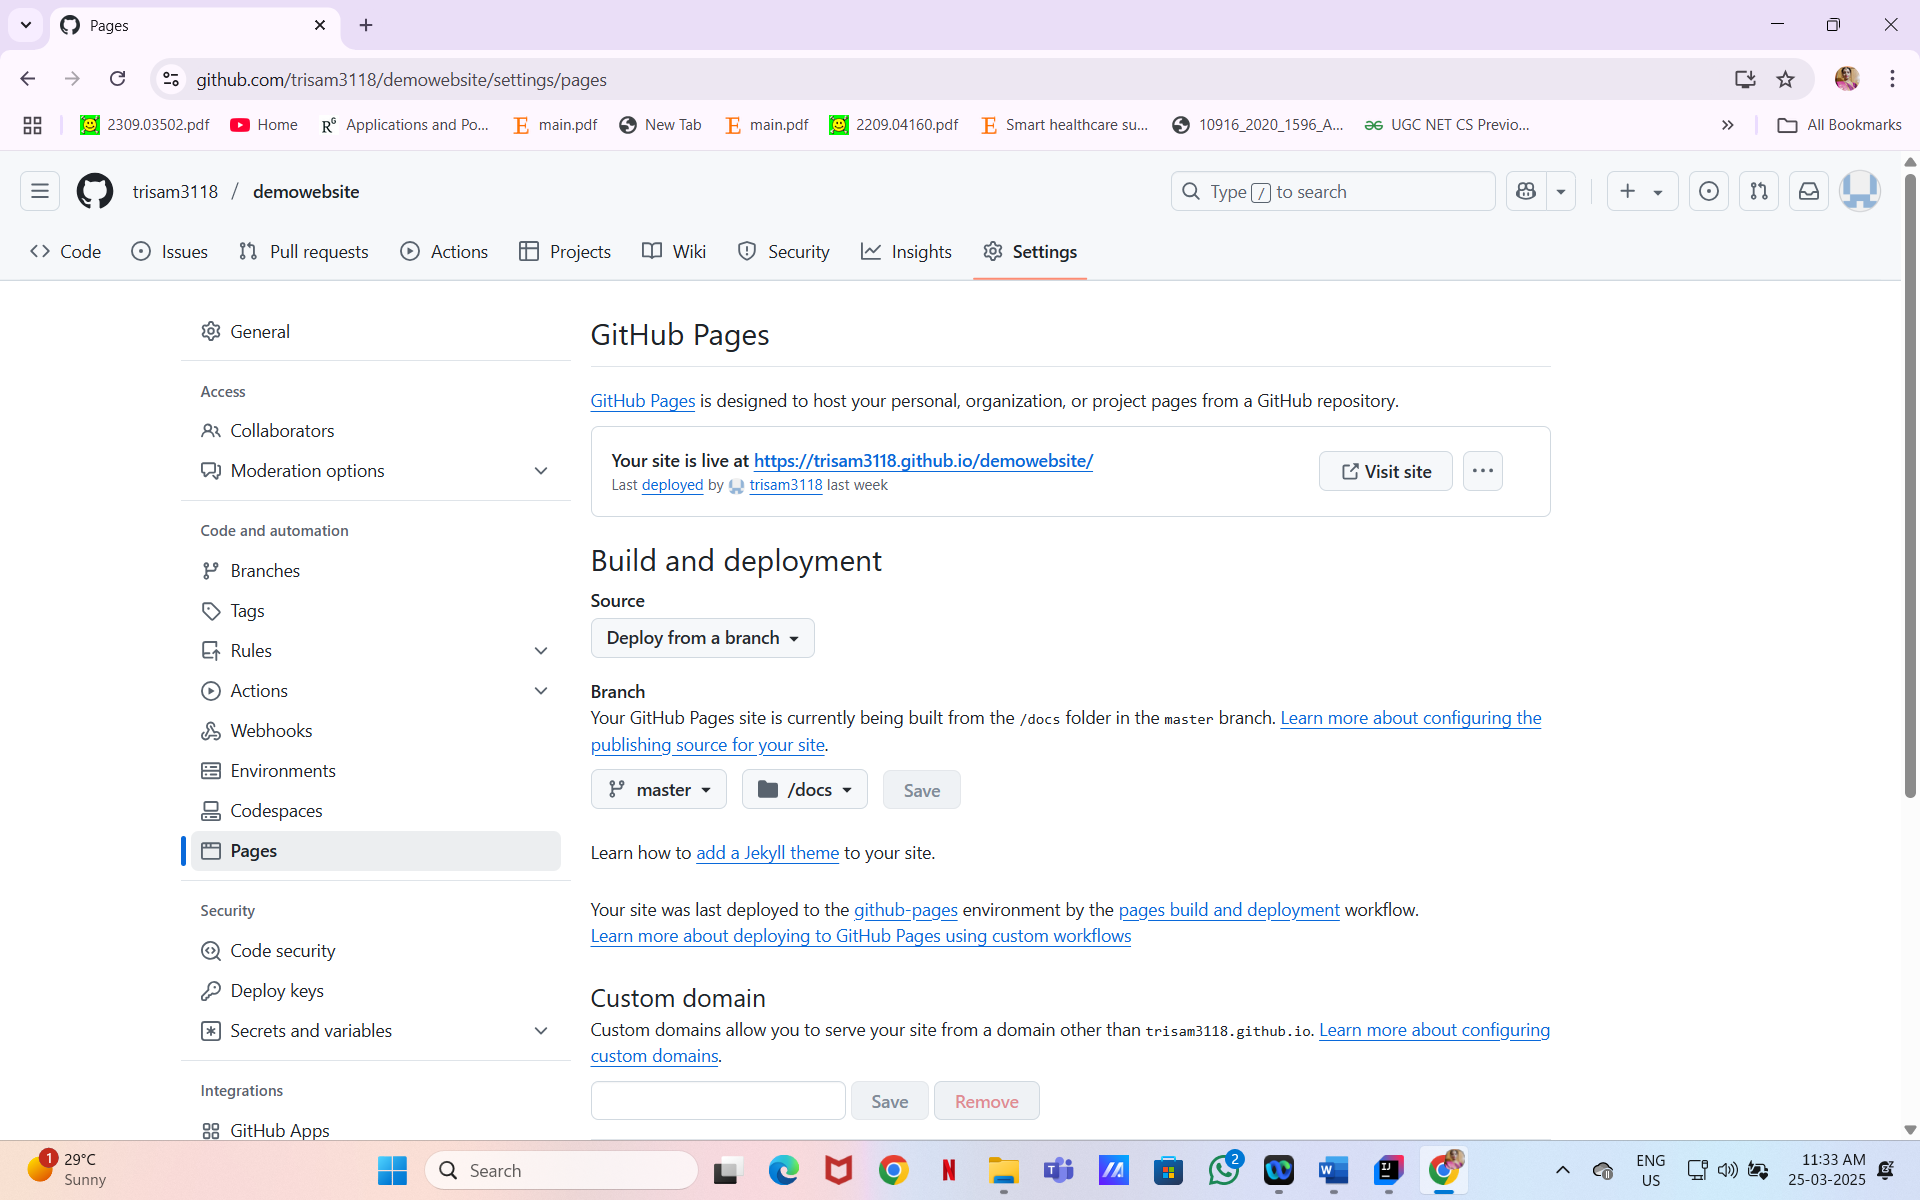 Pages
github.com/trisam3118/demowebsite/settings/pages
2309.03502.pdf
Home
Applications and Po...
main.pdf
New Tab
main.pdf
2209.04160.pdf
Smart healthcare su...
10916_2020_1596_A...
UGC NET CS Previo...
All Bookmarks
trisam3118 / demowebsite
Type / to search
Code
Issues
Pull requests
Actions
Projects
Wiki
Security
Insights
Settings
General
Access
Collaborators
Moderation options
Code and automation
Branches
Tags
Rules
Actions
Webhooks
Environments
Codespaces
Pages
Security
Code security
Deploy keys
Secrets and variables
Integrations
GitHub Apps
GitHub Pages
GitHub Pages is designed to host your personal, organization, or project pages from a GitHub repository.
Your site is live at https://trisam3118.github.io/demowebsite/
Last deployed by trisam3118 last week
Visit site
Build and deployment
Source
Deploy from a branch
Branch
Your GitHub Pages site is currently being built from the /docs folder in the master branch. Learn more about configuring the
publishing source for your site.
master
/docs
Save
Learn how to add a Jekyll theme to your site.
Your site was last deployed to the github-pages environment by the pages build and deployment workflow.
Learn more about deploying to GitHub Pages using custom workflows
Custom domain
Custom domains allow you to serve your site from a domain other than trisam3118.github.io. Learn more about configuring
custom domains.
Save
Remove
1
29°C
Sunny
Search
2
ENG
US
11:33 AM
25-03-2025